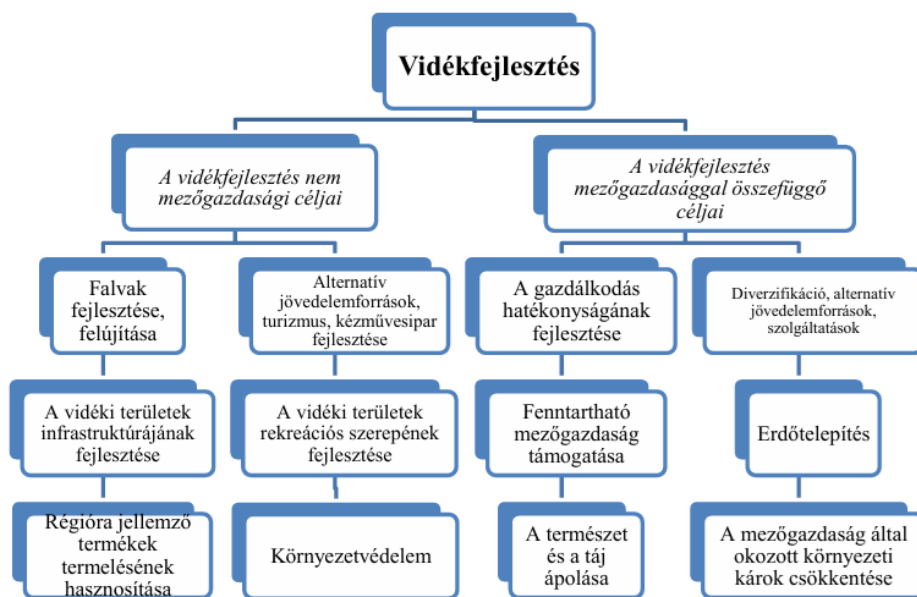 Vidékfejlesztés
A vidékfejlesztés nem
mezőgazdasági céljai
A vidékfejlesztés
mezőgazdasággal összefüggő
céljai
Falvak
fejlesztése,
felújítása
Alternatív
jövedelemforrások,
turizmus, kézművesipar
fejlesztése
A gazdálkodás
hatékonyságának
fejlesztése
Diverzifikáció, alternatív
jövedelemforrások,
szolgáltatások
A vidéki területek
infrastruktúrájának
fejlesztése
A vidéki területek
rekreációs szerepének
fejlesztése
Fenntartható
mezőgazdaság
támogatása
Erdőtelepítés
Régióra jellemző
termékek
termelésének
hasznosítása
Környezetvédelem
A természet
és a táj
ápolása
A mezőgazdaság által
okozott környezeti
károk csökkentése